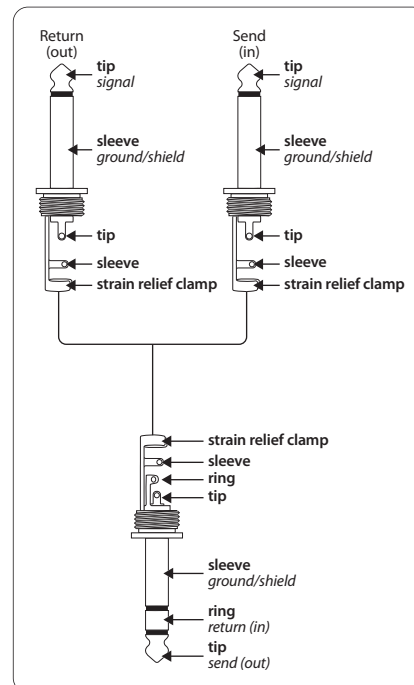 Return
(out)
tip
signal
sleeve
ground/shield
tip
sleeve
strain relief clamp
Send
(in)
tip
signal
sleeve
ground/shield
tip
sleeve
strain relief clamp
strain relief clamp
sleeve
ring
tip
sleeve
ground/shield
ring
return (in)
tip
send (out)